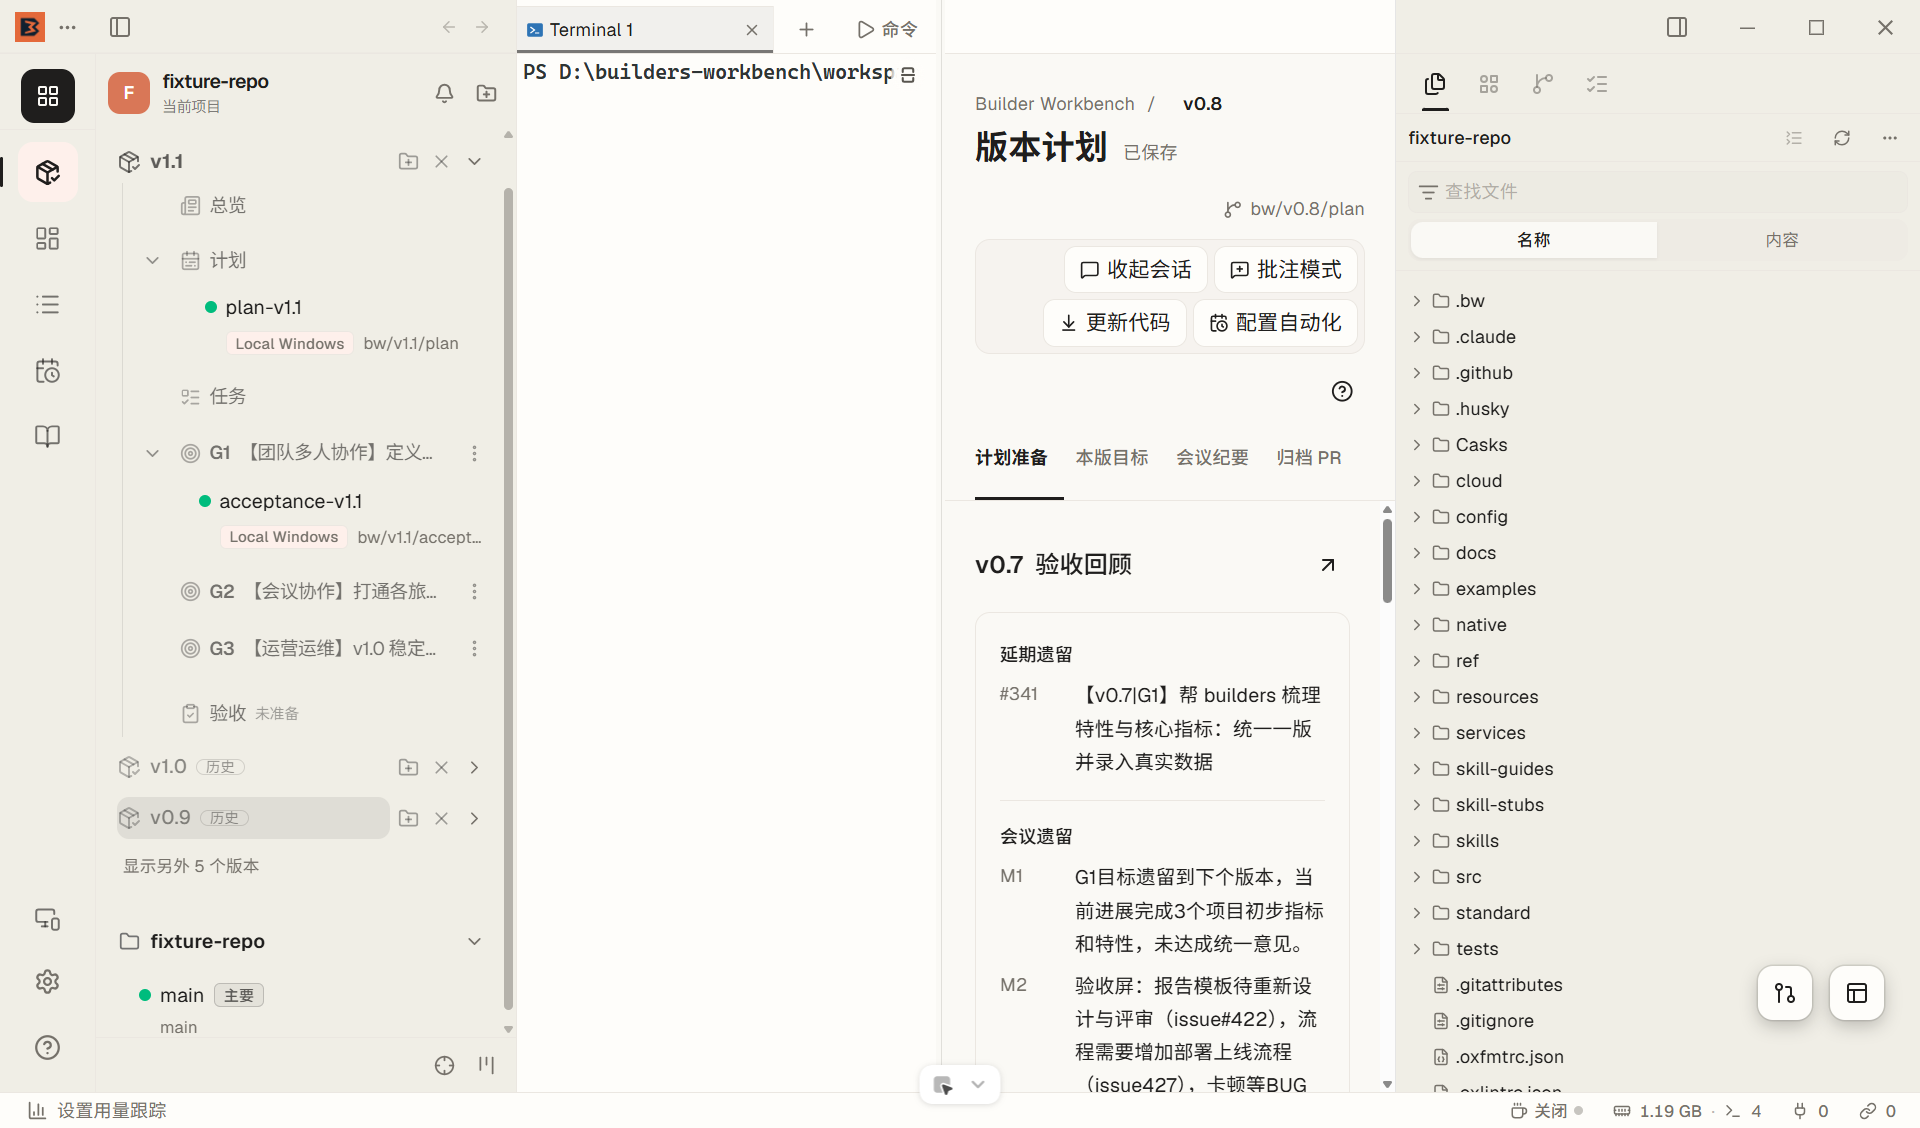 Terminal 1
命令
fixture-repo
当前项目
F
PS D:\builders-workbench\worksp
v1.1
总览
计划
plan-v1.1
Local Windows bw/v1.1/plan
任务
G1 【团队多人协作】定义...
acceptance-v1.1
Local Windows bw/v1.1/accept...
G2 【会议协作】打通各旅...
G3 【运营运维】v1.0 稳定...
验收 未准备
v1.0 历史
v0.9 历史
显示另外 5 个版本
fixture-repo
main 主要
main
设置用量跟踪
Builder Workbench / v0.8
版本计划 已保存
bw/v0.8/plan
收起会话 批注模式
更新代码 配置自动化
计划准备 本版目标 会议纪要 归档 PR
v0.7 验收回顾
延期遗留
#341 【v0.7|G1】帮 builders 梳理
特性与核心指标：统一一版
并录入真实数据
会议遗留
M1 G1目标遗留到下个版本，当
前进展完成3个项目初步指标
和特性，未达成统一意见。
M2 验收屏：报告模板待重新设
计与评审（issue#422），流
程需要增加部署上线流程
（issue427），卡顿等BUG
fixture-repo
查找文件
名称 内容
.bw
.claude
.github
.husky
Casks
cloud
config
docs
examples
native
ref
resources
services
skill-guides
skill-stubs
skills
src
standard
tests
.gitattributes
.gitignore
.oxfmtrc.json
.oxlintrc.json
关闭 1.19 GB · 4 0 0